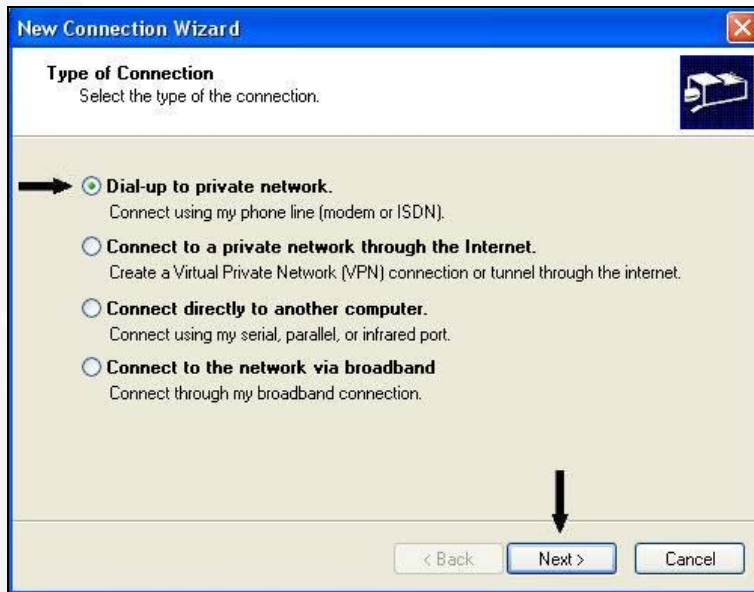 New Connection Wizard
Type of Connection
Select the type of the connection.
Dial-up to private network.
Connect using my phone line (modem or ISDN).
Connect to a private network through the Internet.
Create a Virtual Private Network (VPN) connection or tunnel through the internet.
Connect directly to another computer.
Connect using my serial, parallel, or infrared port.
Connect to the network via broadband
Connect through my broadband connection.
< Back Next > Cancel